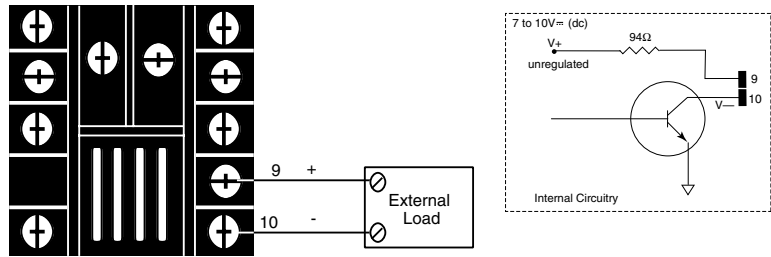 9 +
10 -
External
Load
7 to 10V⎓ (dc)
V+
unregulated
94Ω
9
10
V—
Internal Circuitry